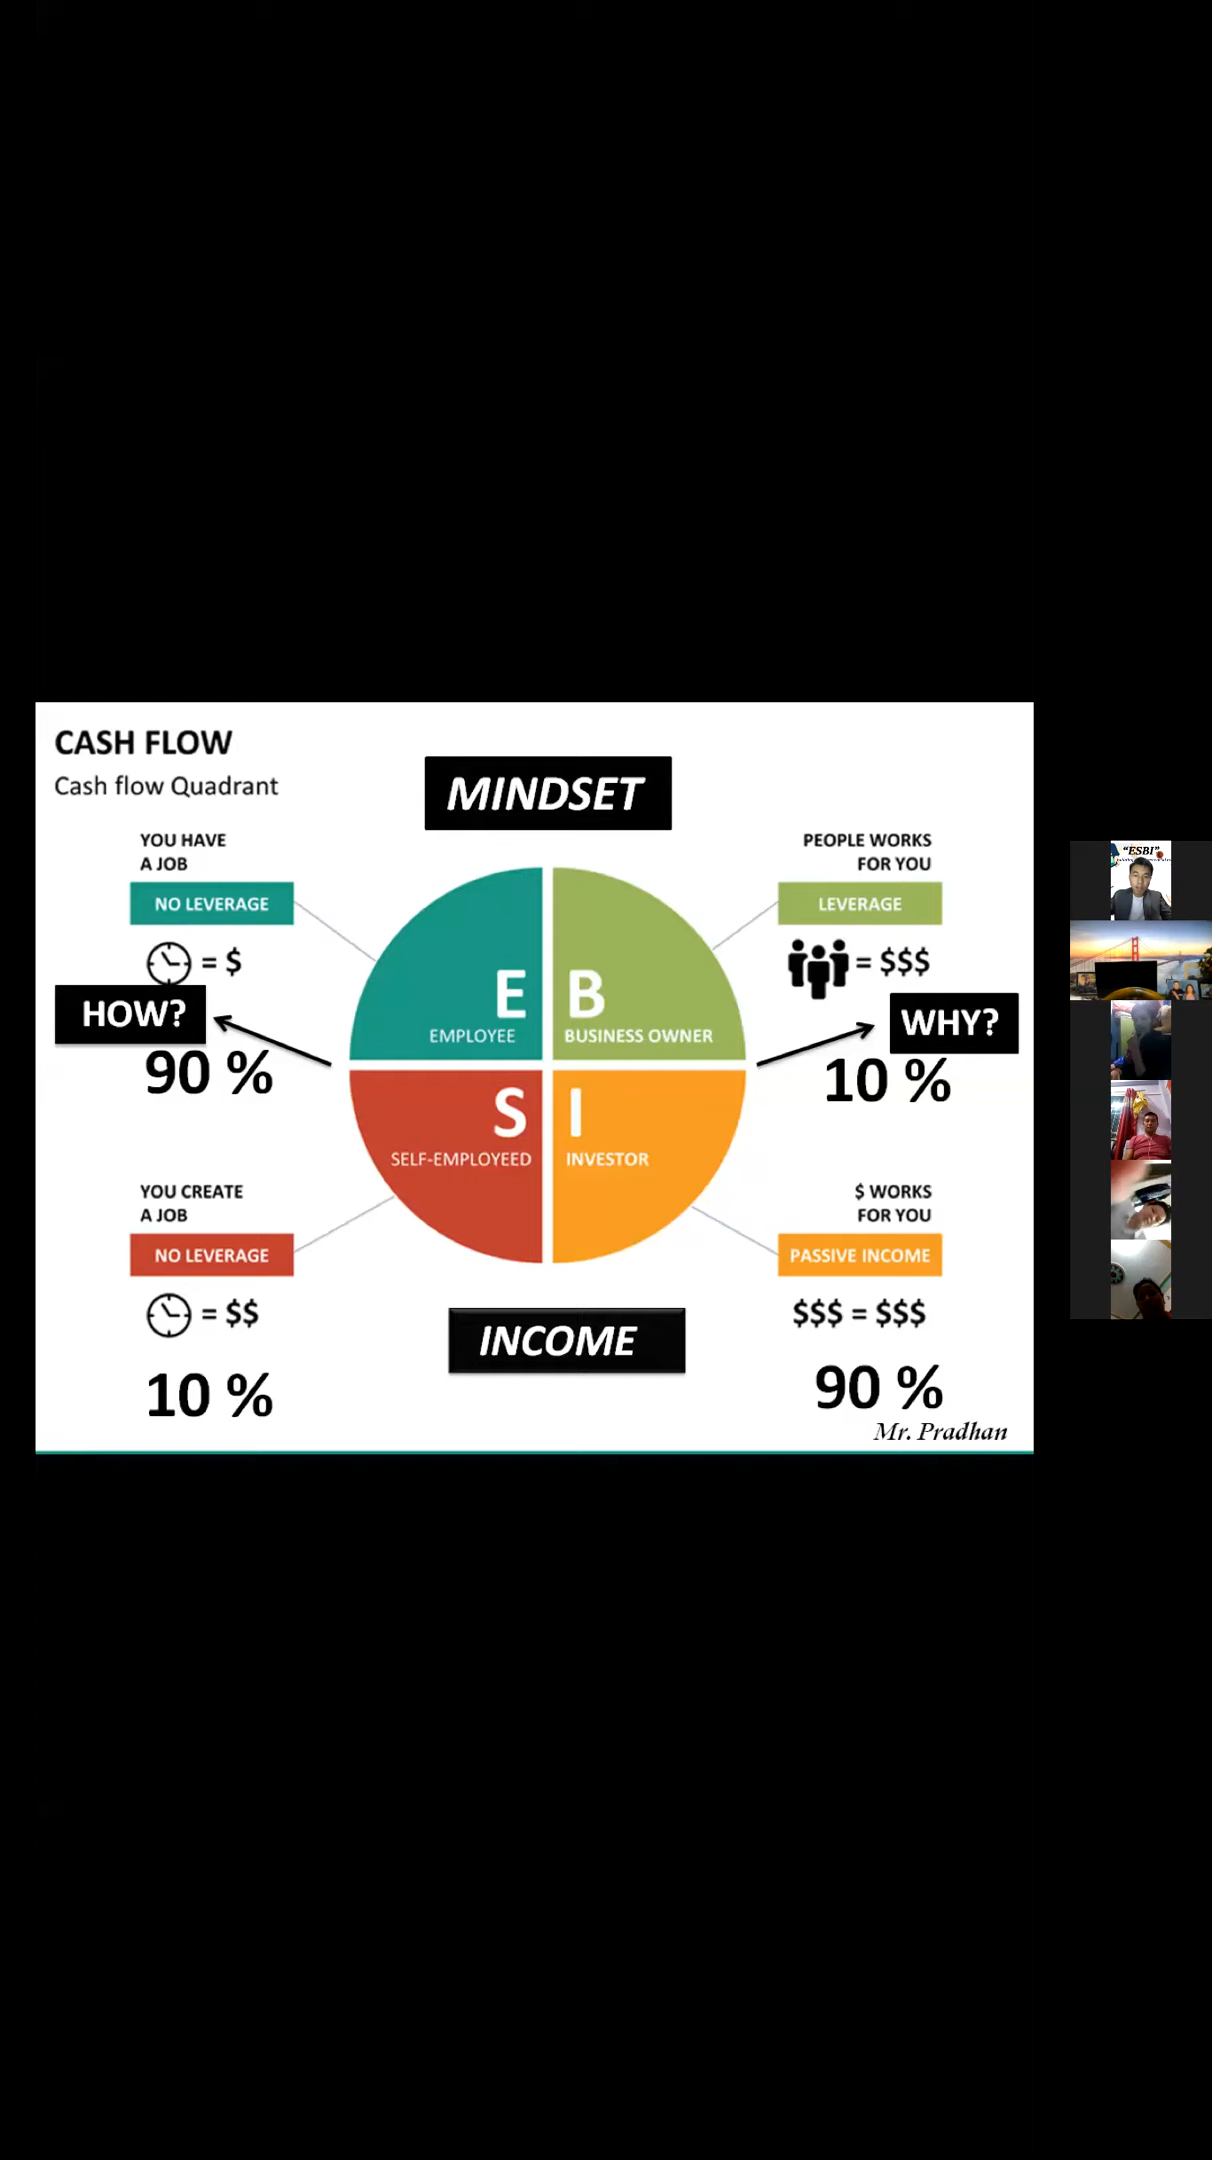 CASH FLOW
Cash flow Quadrant
MINDSET
YOU HAVE
A JOB
NO LEVERAGE
= $
HOW?
90 %
PEOPLE WORKS
FOR YOU
LEVERAGE
= $$$
WHY?
10 %
E
EMPLOYEE
B
BUSINESS OWNER
S
SELF-EMPLOYEED
I
INVESTOR
YOU CREATE
A JOB
NO LEVERAGE
= $$
10 %
$ WORKS
FOR YOU
PASSIVE INCOME
$$$ = $$$
90 %
INCOME
Mr. Pradhan
“ESBI”